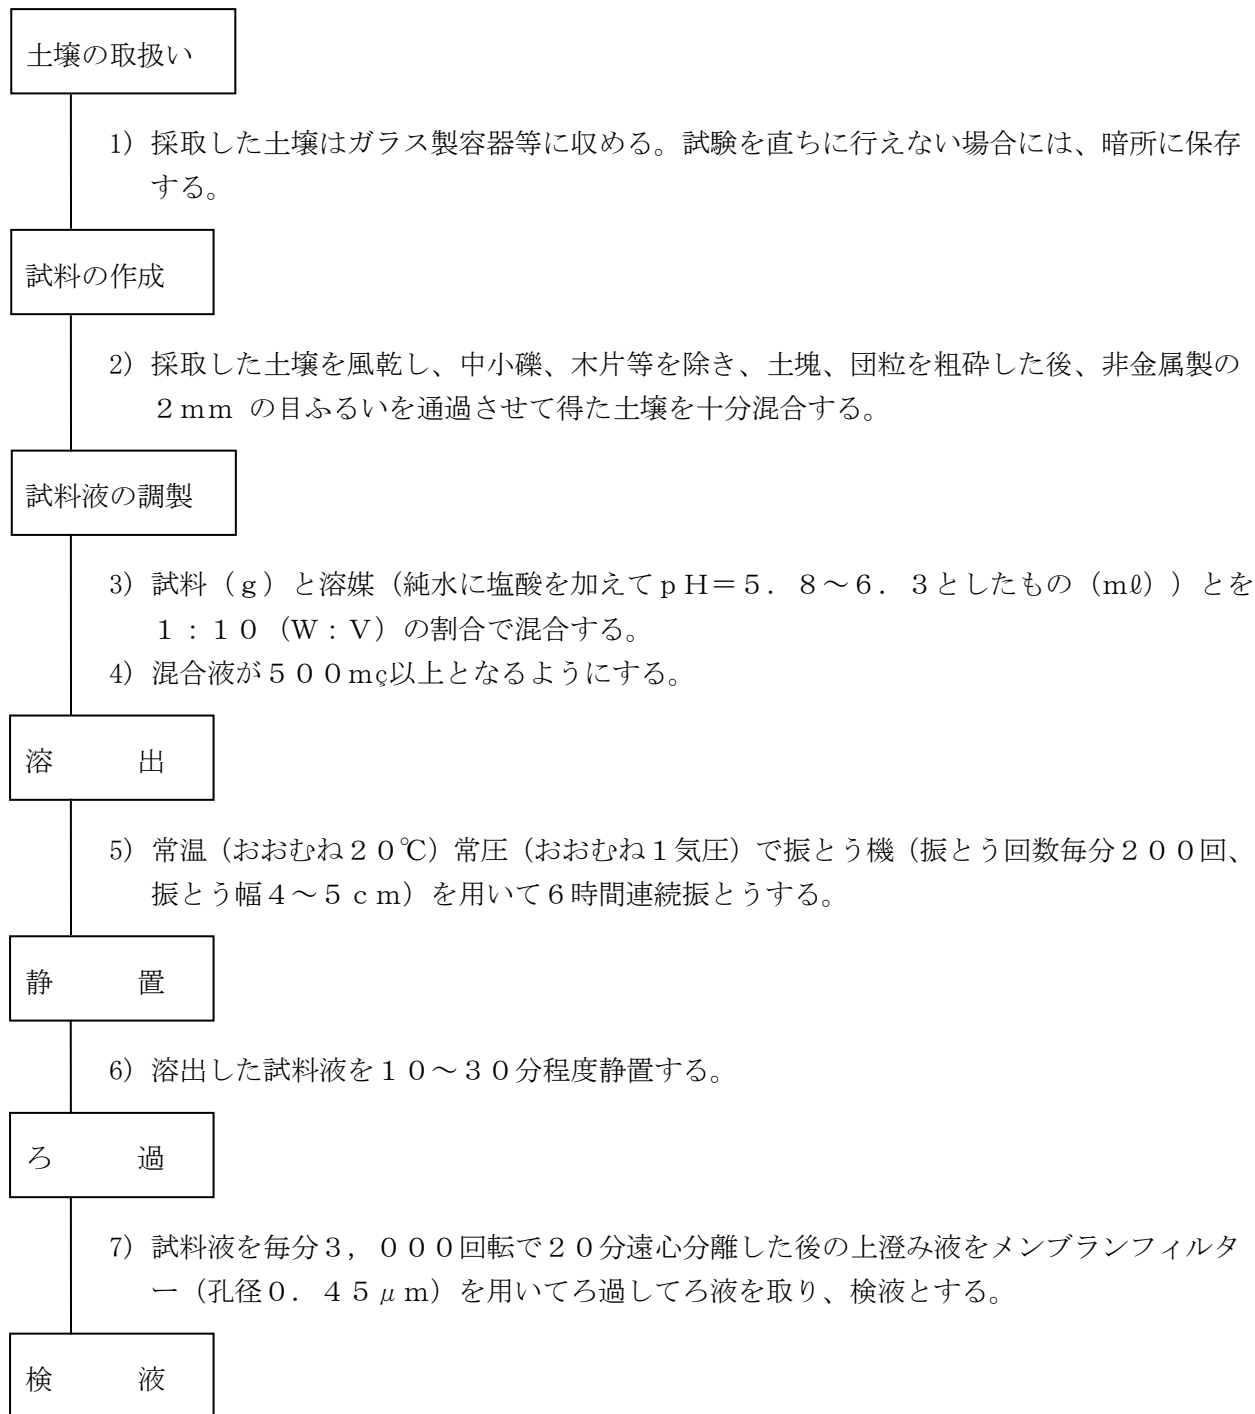 土壌の取扱い
1) 採取した土壌はガラス製容器等に収める。試験を直ちに行えない場合には、暗所に保存
する。
試料の作成
2) 採取した土壌を風乾し、中小礫、木片等を除き、土塊、団粒を粗砕した後、非金属製の
2mm の目ふるいを通過させて得た土壌を十分混合する。
試料液の調製
3) 試料(g)と溶媒(純水に塩酸を加えてpH=5.8~6.3としたもの(mℓ))とを
1:10(W:V)の割合で混合する。
4) 混合液が500mç以上となるようにする。
溶 出
5) 常温(おおむね20℃)常圧(おおむね1気圧)で振とう機(振とう回数毎分200回、
振とう幅4~5cm)を用いて6時間連続振とうする。
静 置
6) 溶出した試料液を10~30分程度静置する。
ろ 過
7) 試料液を毎分3,000回転で20分遠心分離した後の上澄み液をメンブランフィルタ
ー(孔径0.45μm)を用いてろ過してろ液を取り、検液とする。
検 液